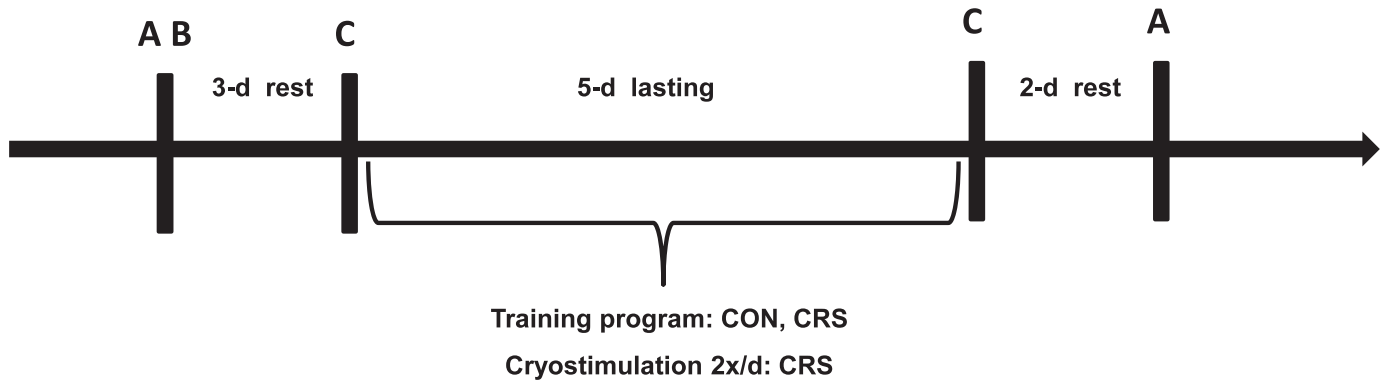 A B
C
C
A
3-d rest
5-d lasting
2-d rest
Training program: CON, CRS
Cryostimulation 2x/d: CRS